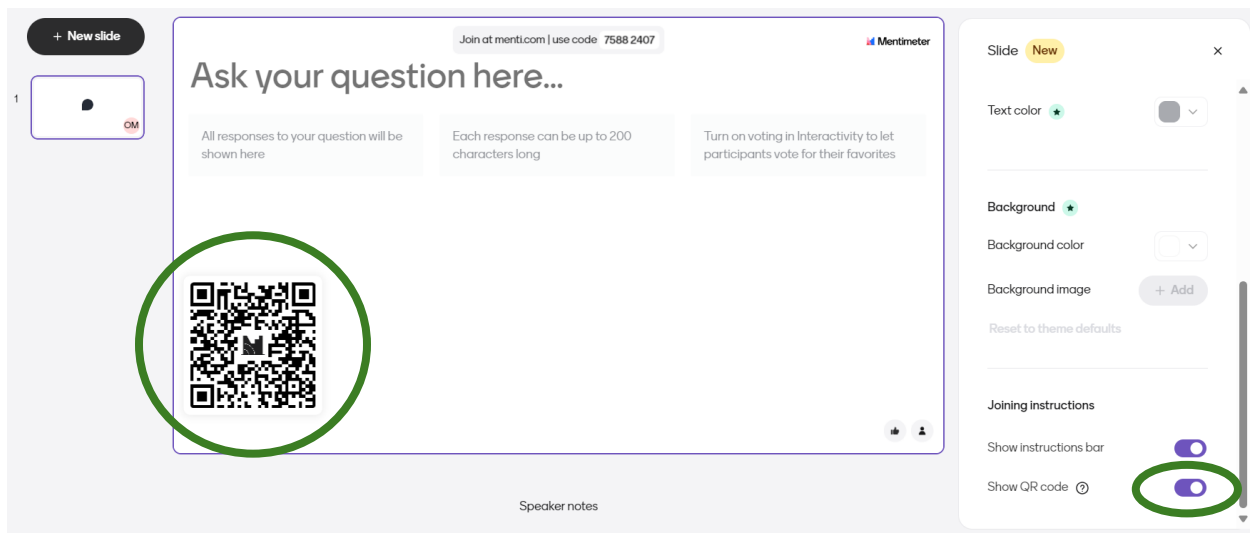 + New slide
1
OM
Join at menti.com | use code 7588 2407
Mentimeter
Ask your question here...
All responses to your question will be
shown here
Each response can be up to 200
characters long
Turn on voting in Interactivity to let
participants vote for their favorites
Speaker notes
Slide New
Text color
Background
Background color
Background image
+ Add
Reset to theme defaults
Joining instructions
Show instructions bar
Show QR code